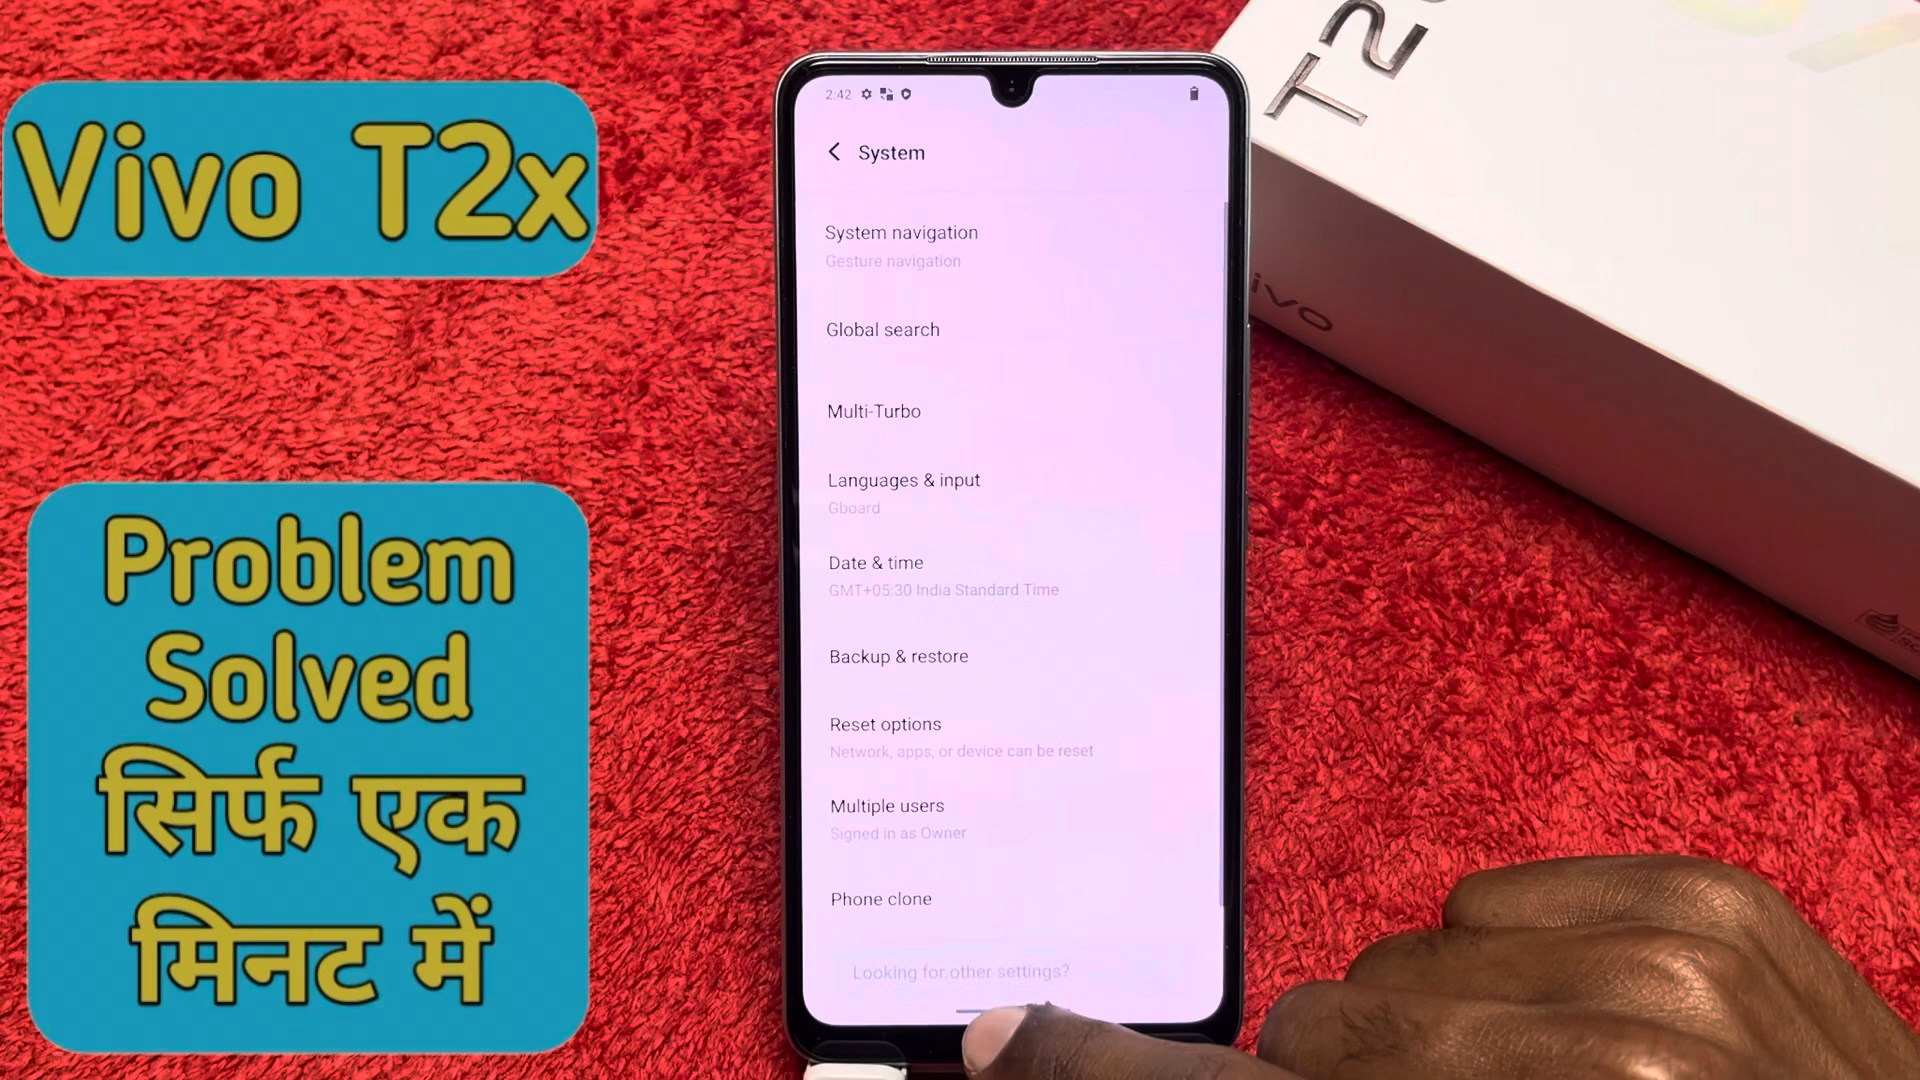 Vivo T2x
Problem
Solved
सिर्फ एक
मिनट में
2:42
System
System navigation
Gesture navigation
Global search
Multi-Turbo
Languages & input
Gboard
Date & time
GMT+05:30 India Standard Time
Backup & restore
Reset options
Network, apps, or device can be reset
Multiple users
Signed in as Owner
Phone clone
Looking for other settings?
T2
vivo